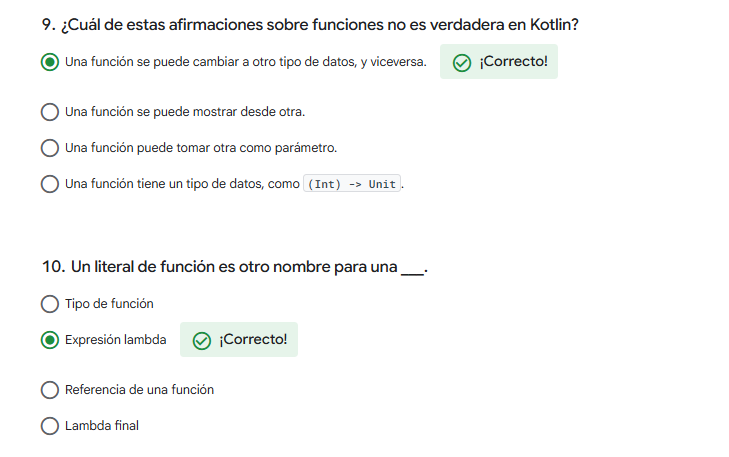 9. ¿Cuál de estas afirmaciones sobre funciones no es verdadera en Kotlin?
Una función se puede cambiar a otro tipo de datos, y viceversa. ¡Correcto!
Una función se puede mostrar desde otra.
Una función puede tomar otra como parámetro.
Una función tiene un tipo de datos, como (Int) -> Unit.
10. Un literal de función es otro nombre para una ___.
Tipo de función
Expresión lambda ¡Correcto!
Referencia de una función
Lambda final